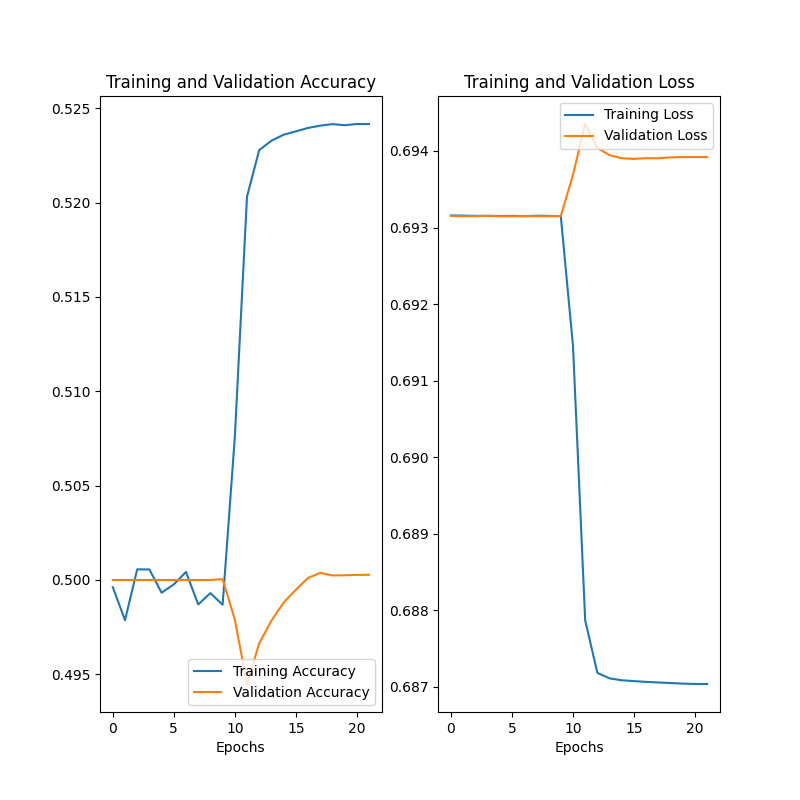 Training and Validation Accuracy
0.525
0.520
0.515
0.510
0.505
0.500
0.495
Training Accuracy
Validation Accuracy
0 5 10 15 20
Epochs
Training and Validation Loss
Training Loss
Validation Loss
0.694
0.693
0.692
0.691
0.690
0.689
0.688
0.687
0 5 10 15 20
Epochs